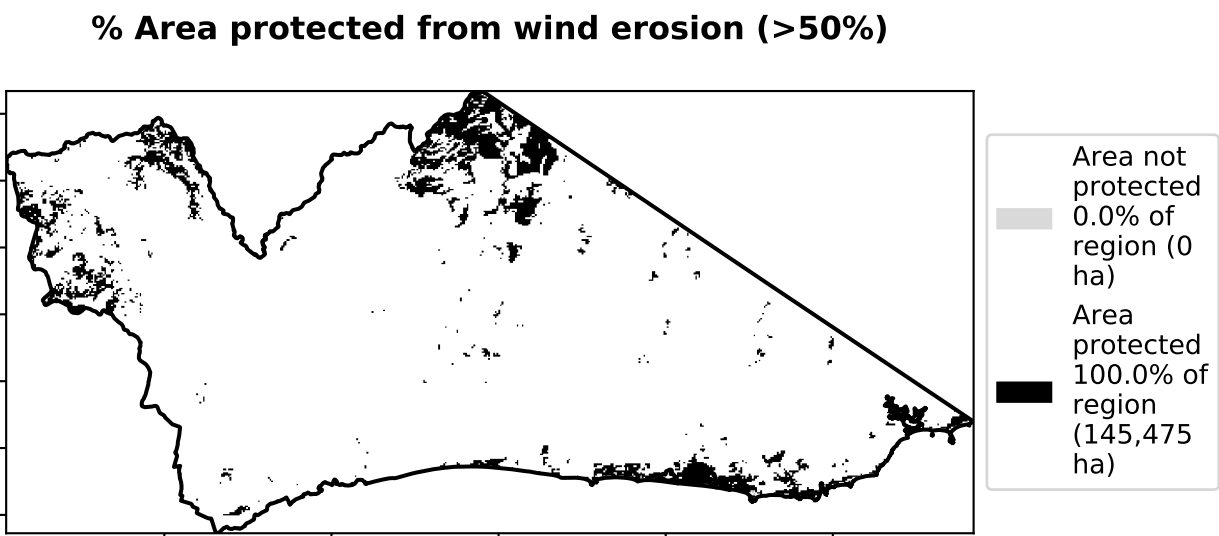 % Area protected from wind erosion (>50%)
Area not
protected
0.0% of
region (0
ha)
Area
protected
100.0% of
region
(145,475
ha)